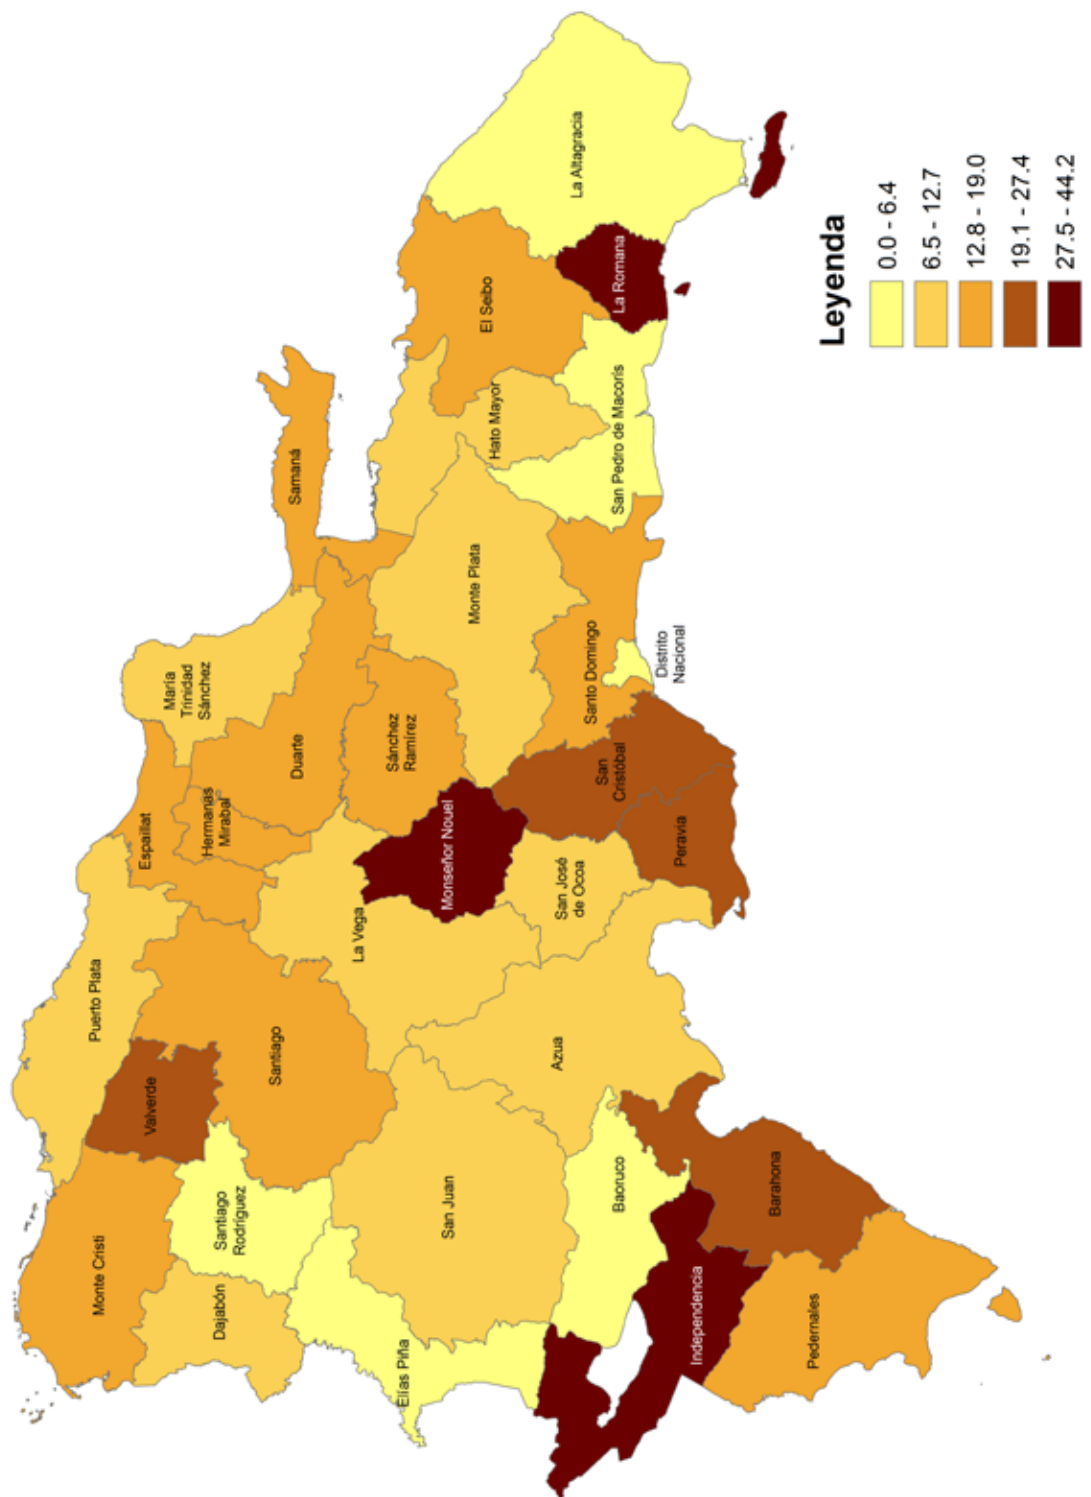 Puerto Plata
Monte Cristi
Valverde
Espaillat
María
Trinidad
Sánchez
Hermanas
Mirabal
Santiago
Rodríguez
Dajabón
Santiago
Duarte
Samaná
La Vega
Sánchez
Ramírez
Elías Piña
San Juan
Monseñor Nouel
Monte Plata
Hato Mayor
El Seibo
La Altagracia
Azua
San José
de Ocoa
San
Cristóbal
Santo Domingo
San Pedro de Macorís
La Romana
Baoruco
Peravia
Distrito
Nacional
Independencia
Barahona
Pedernales
Leyenda
0.0 - 6.4
6.5 - 12.7
12.8 - 19.0
19.1 - 27.4
27.5 - 44.2